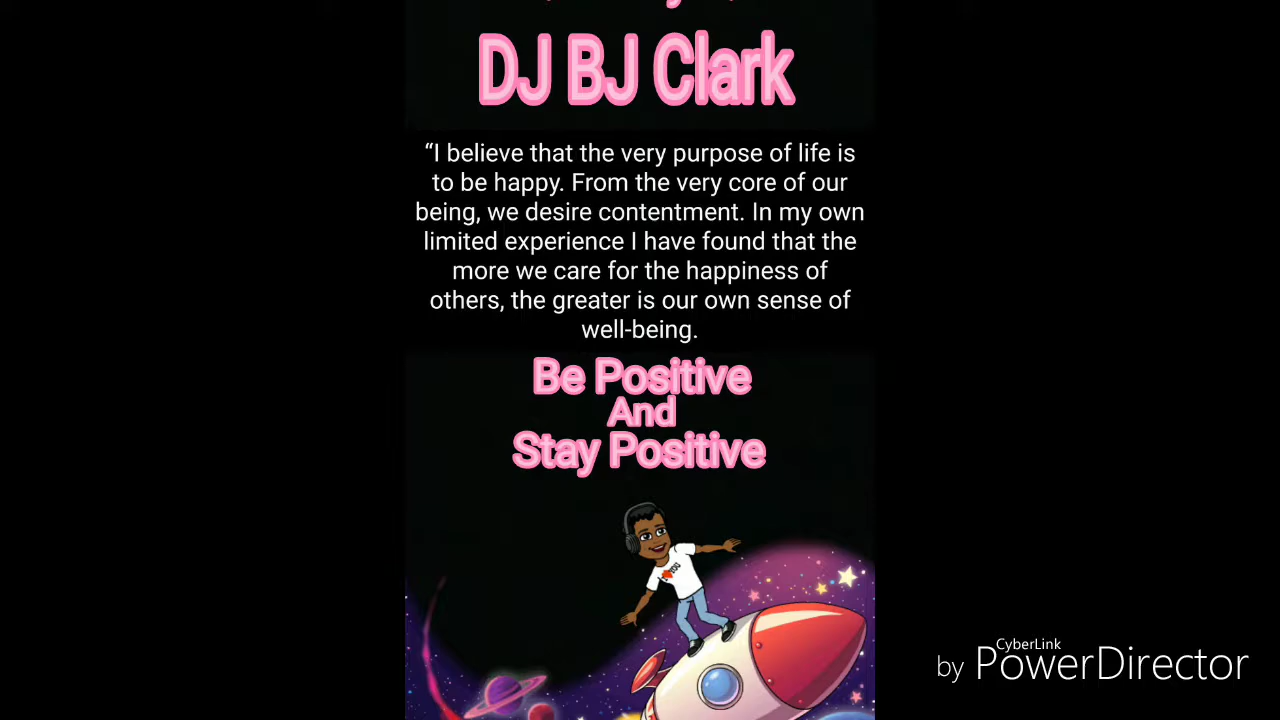 DJ BJ Clark
“I believe that the very purpose of life is
to be happy. From the very core of our
being, we desire contentment. In my own
limited experience I have found that the
more we care for the happiness of
others, the greater is our own sense of
well-being.
Be Positive
And
Stay Positive
CyberLink
by PowerDirector